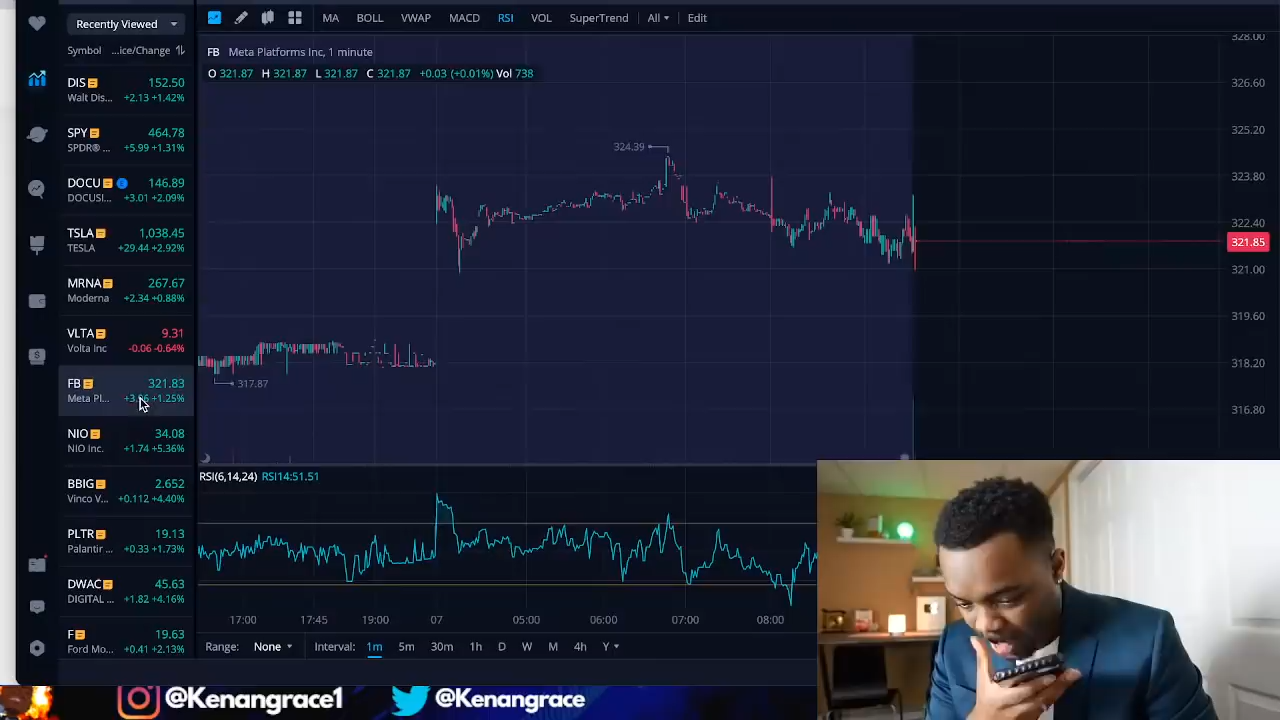 Recently Viewed
MA BOLL VWAP MACD RSI VOL SuperTrend All Edit
Symbol ...ice/Change
FB Meta Platforms Inc, 1 minute
O 321.87 H 321.87 L 321.87 C 321.87 +0.03 (+0.01%) Vol 738
DIS 152.50
Walt Dis... +2.13 +1.42%
SPY 464.78
SPDR® ... +5.99 +1.31%
DOCU E 146.89
DOCUSI... +3.01 +2.09%
TSLA 1,038.45
TESLA +29.44 +2.92%
MRNA 267.67
Moderna +2.34 +0.88%
VLTA 9.31
Volta Inc -0.06 -0.64%
FB 321.83
Meta Pl... +1.25%
NIO 34.08
NIO Inc. +1.74 +5.36%
BBIG 2.652
Vinco V... +0.112 +4.40%
PLTR 19.13
Palantir ... +0.33 +1.73%
DWAC 45.63
DIGITAL ... +1.82 +4.16%
F 19.63
Ford Mo... +0.41 +2.13%
324.39
317.87
328.00
326.60
325.20
323.80
322.40
321.85
321.00
319.60
318.20
316.80
RSI(6,14,24) RSI14:51.51
17:00 17:45 19:00 07 05:00 06:00 07:00 08:00
Range: None Interval: 1m 5m 30m 1h D W M 4h Y
@Kenangrace1 @Kenangrace